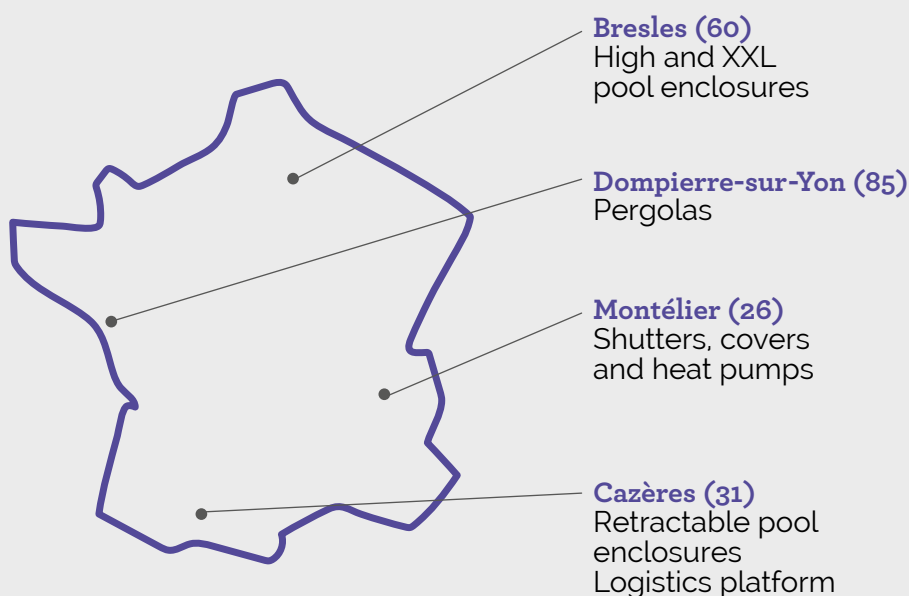 Bresles (60)
High and XXL
pool enclosures
Dompierre-sur-Yon (85)
Pergolas
Montélier (26)
Shutters, covers
and heat pumps
Cazères (31)
Retractable pool
enclosures
Logistics platform